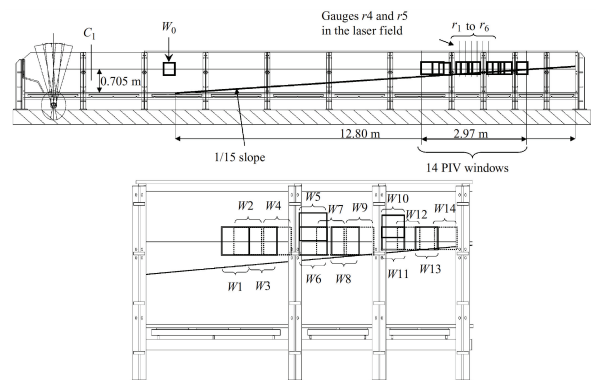 Gauges r4 and r5
in the laser field
r1 to r6
C1
W0
0.705 m
12.80 m
2.97 m
1/15 slope
14 PIV windows
W5
W10
W2
W4
W7
W9
W12
W14
W1
W3
W6
W8
W11
W13